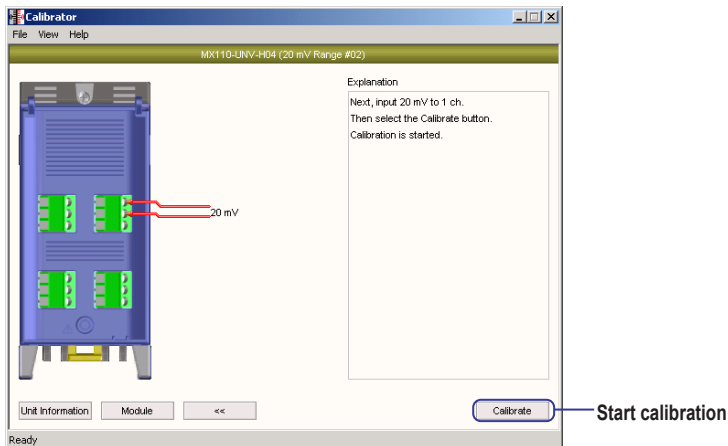 Calibrator
File View Help
MX110-UNV-H04 (20 mV Range #02)
Explanation
Next, input 20 mV to 1 ch.
Then select the Calibrate button.
Calibration is started.
20 mV
Unit Information Module << Calibrate
Start calibration
Ready